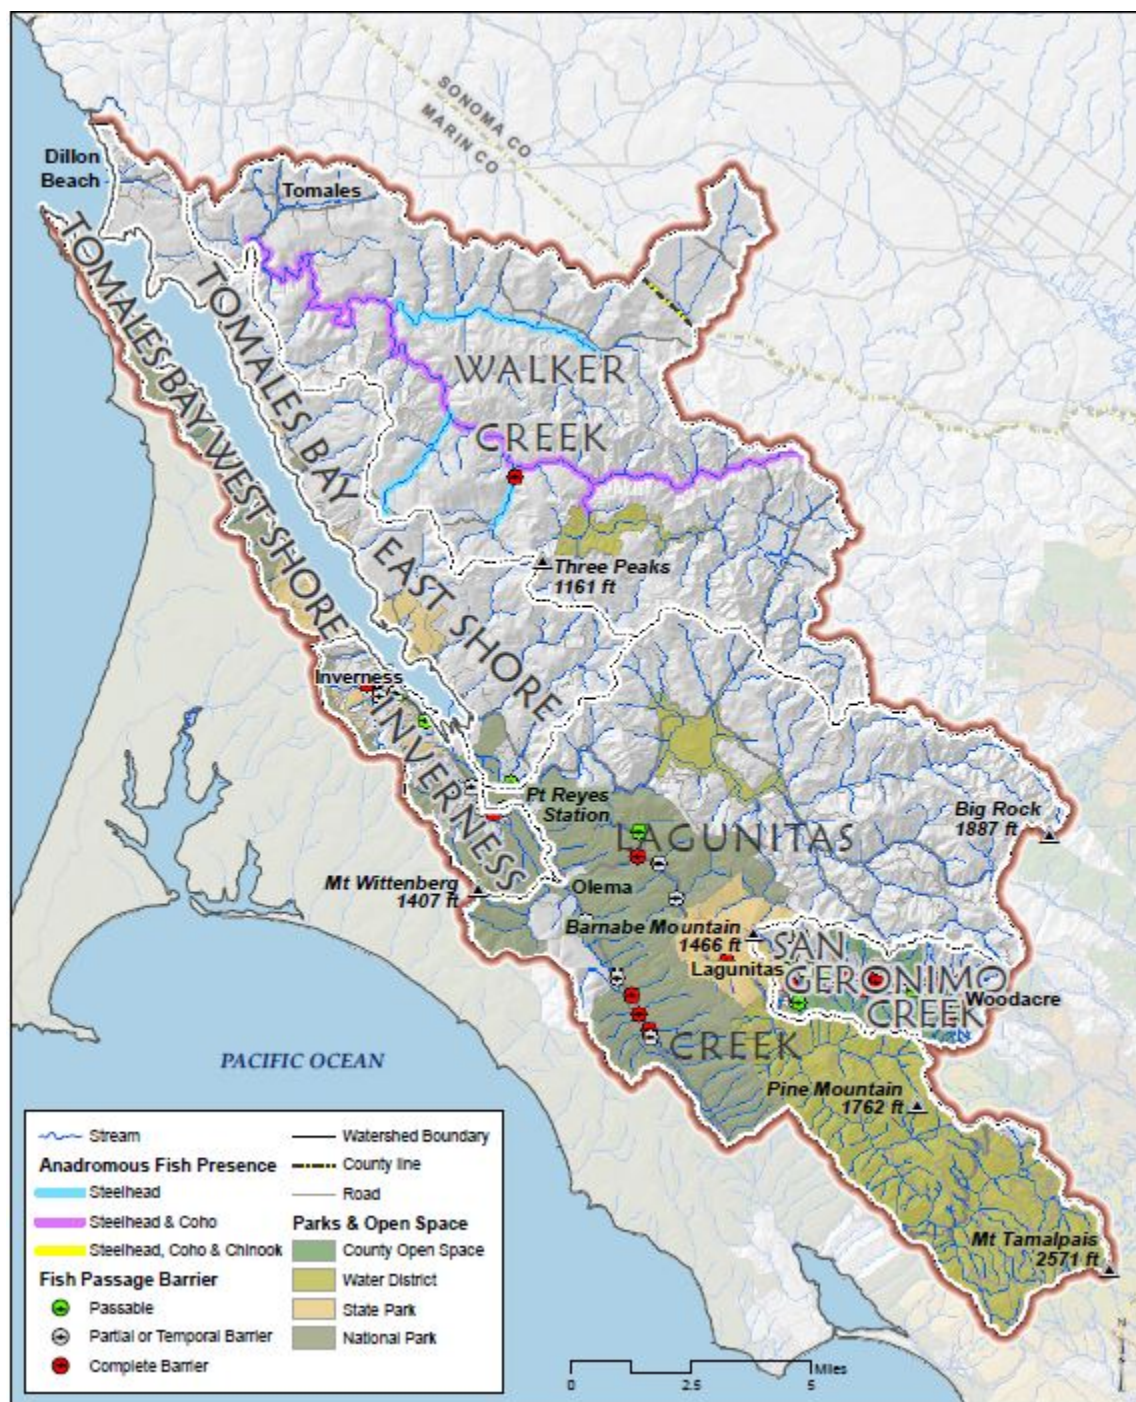 SONOMA CO
MARIN CO
Dillon
Beach
Tomales
TOMALES BAY WEST SHORE
TOMALES BAY
EAST SHORE
WALKER
CREEK
Three Peaks
1161 ft
Inverness
INVERNESS
Pt Reyes
Station
LAGUNITAS
Big Rock
1887 ft
Mt Wittenberg
1407 ft
Olema
Barnabe Mountain
1466 ft
Lagunitas
SAN
GERONIMO
CREEK
Woodacre
CREEK
PACIFIC OCEAN
Pine Mountain
1762 ft
Mt Tamalpais
2571 ft
Stream
Anadromous Fish Presence
Steelhead
Steelhead & Coho
Steelhead, Coho & Chinook
Fish Passage Barrier
Passable
Partial or Temporal Barrier
Complete Barrier
Watershed Boundary
County line
Road
Parks & Open Space
County Open Space
Water District
State Park
National Park
Miles
0 2.5 5
N